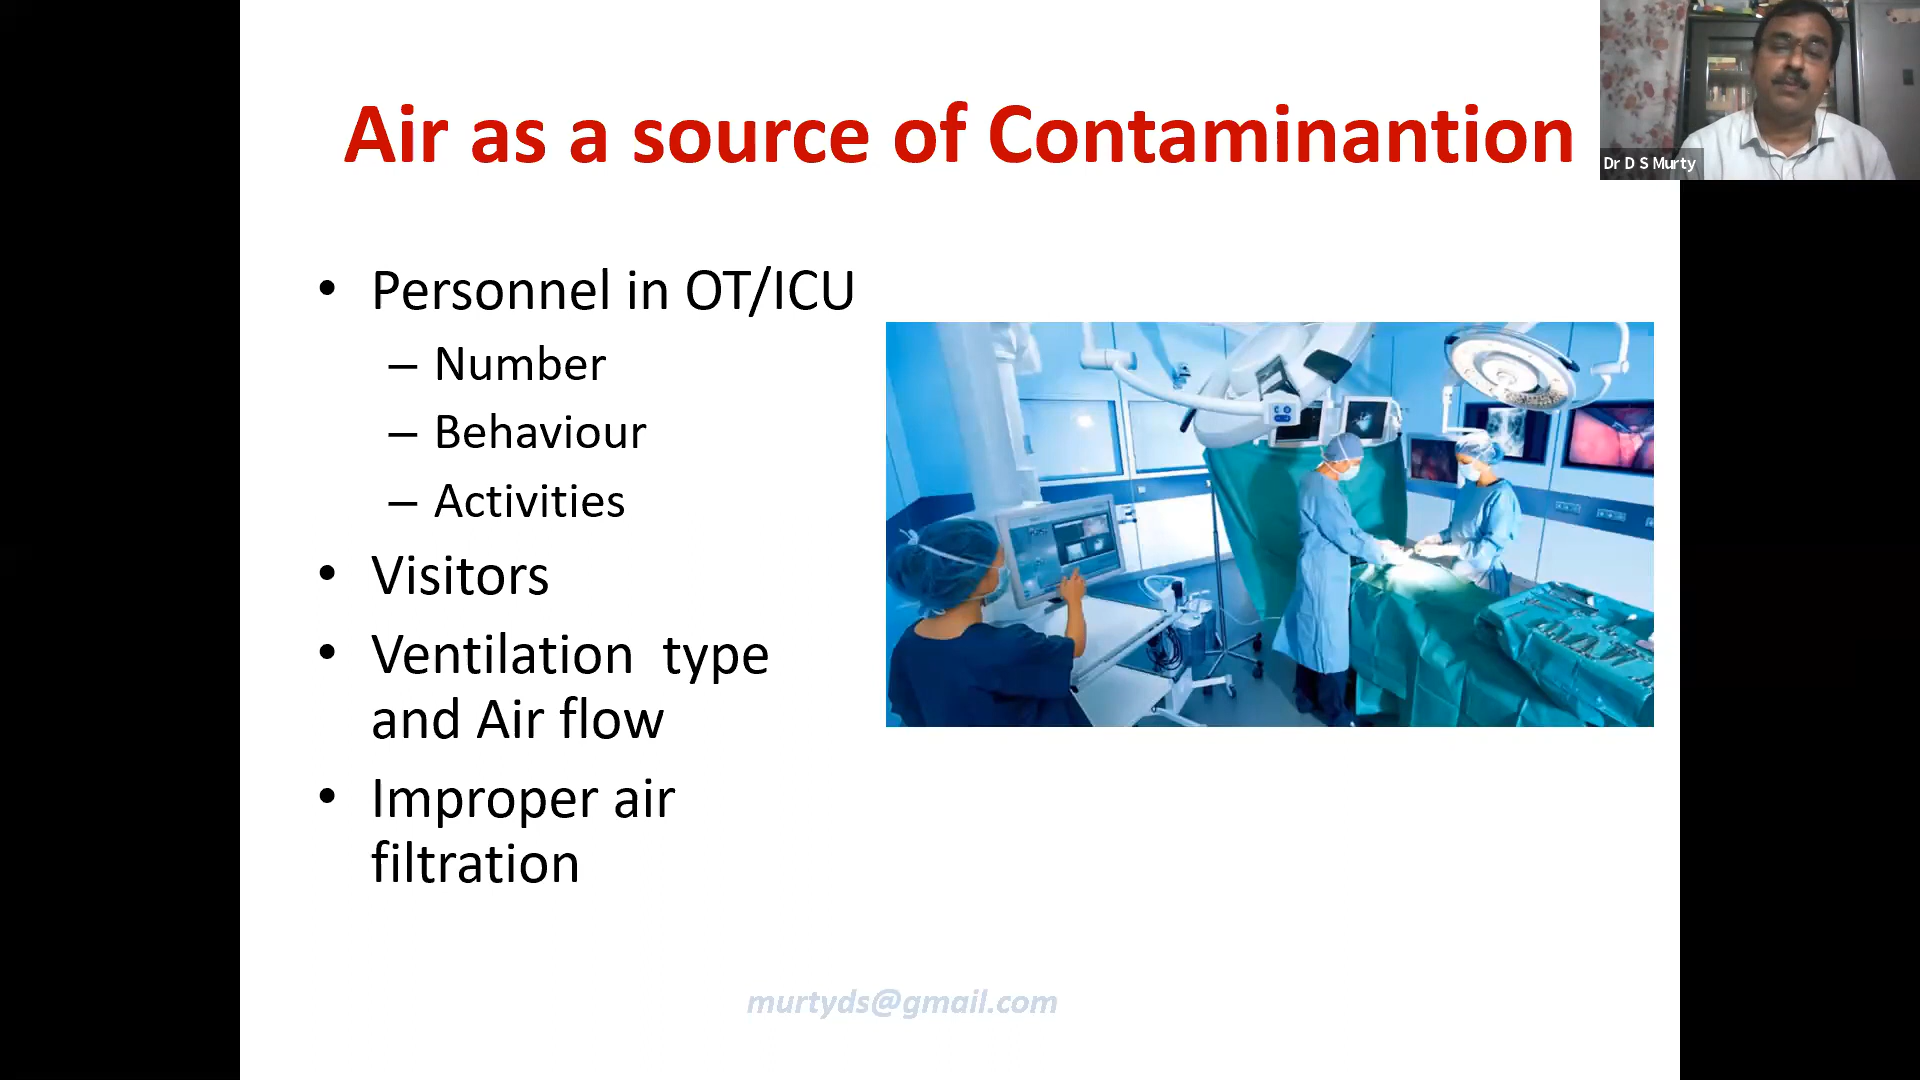 Air as a source of Contaminantion
Dr D S Murty
• Personnel in OT/ICU
– Number
– Behaviour
– Activities
• Visitors
• Ventilation type
and Air flow
• Improper air
filtration
murtyds@gmail.com